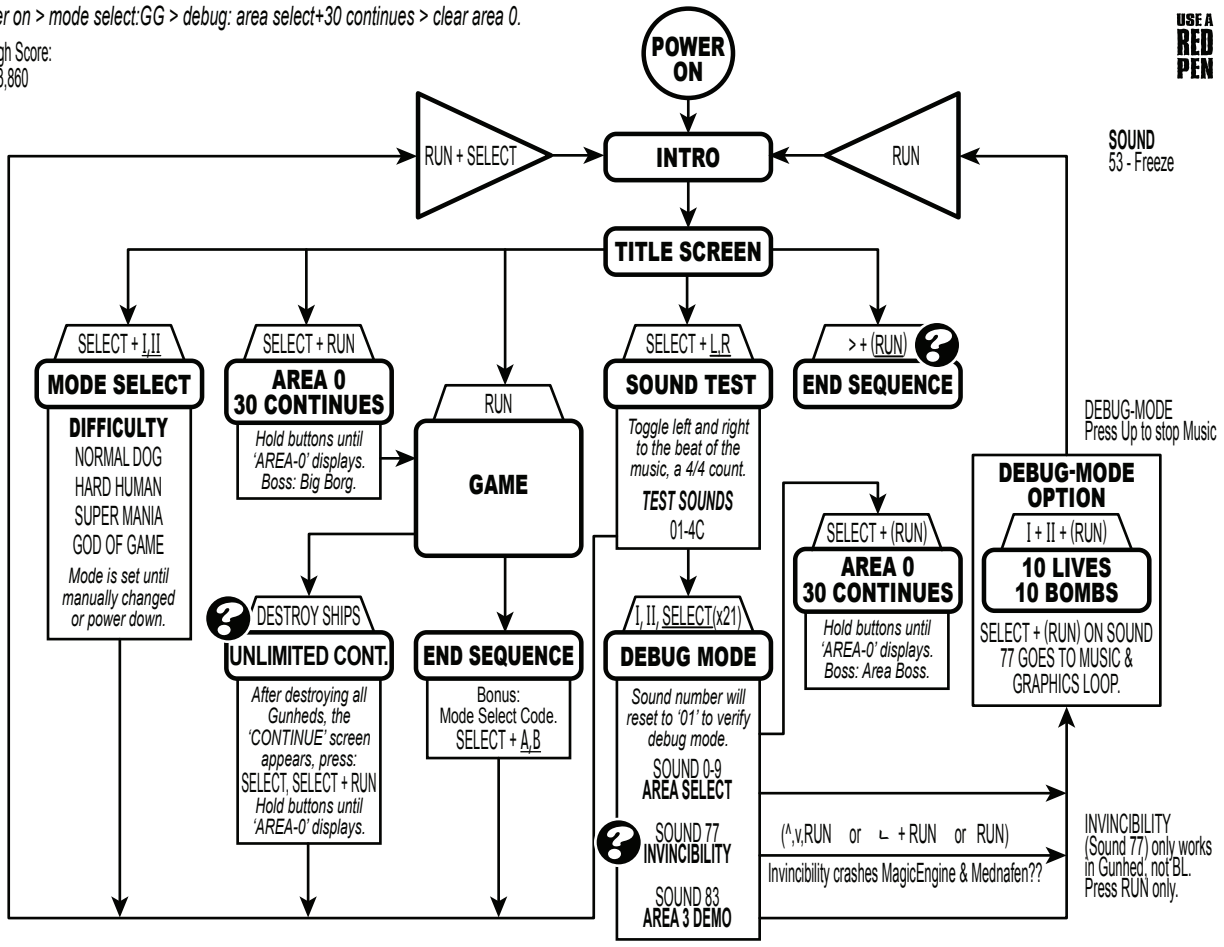 er on > mode select:GG > debug: area select+30 continues > clear area 0.
gh Score:
3,860
USE A
RED
PEN
POWER
ON
RUN + SELECT
INTRO
RUN
SOUND
53 - Freeze
TITLE SCREEN
SELECT + I,II
MODE SELECT
DIFFICULTY
NORMAL DOG
HARD HUMAN
SUPER MANIA
GOD OF GAME
Mode is set until
manually changed
or power down.
SELECT + RUN
AREA 0
30 CONTINUES
Hold buttons until
‘AREA-0’ displays.
Boss: Big Borg.
RUN
GAME
SELECT + L,R
SOUND TEST
Toggle left and right
to the beat of the
music, a 4/4 count.
TEST SOUNDS
01-4C
> + (RUN)
?
END SEQUENCE
DEBUG-MODE
Press Up to stop Music
?
DESTROY SHIPS
UNLIMITED CONT.
After destroying all
Gunheds, the
‘CONTINUE’ screen
appears, press:
SELECT, SELECT + RUN
Hold buttons until
‘AREA-0’ displays.
END SEQUENCE
Bonus:
Mode Select Code.
SELECT + A,B
I, II, SELECT(x21)
DEBUG MODE
Sound number will
reset to ‘01’ to verify
debug mode.
SOUND 0-9
AREA SELECT
?
SOUND 77
INVINCIBILITY
SOUND 83
AREA 3 DEMO
SELECT + (RUN)
AREA 0
30 CONTINUES
Hold buttons until
‘AREA-0’ displays.
Boss: Area Boss.
DEBUG-MODE
OPTION
I + II + (RUN)
10 LIVES
10 BOMBS
SELECT + (RUN) ON SOUND
77 GOES TO MUSIC &
GRAPHICS LOOP.
(^,v,RUN or ∟ + RUN or RUN)
Invincibility crashes MagicEngine & Mednafen??
INVINCIBILITY
(Sound 77) only works
in Gunhed, not BL.
Press RUN only.